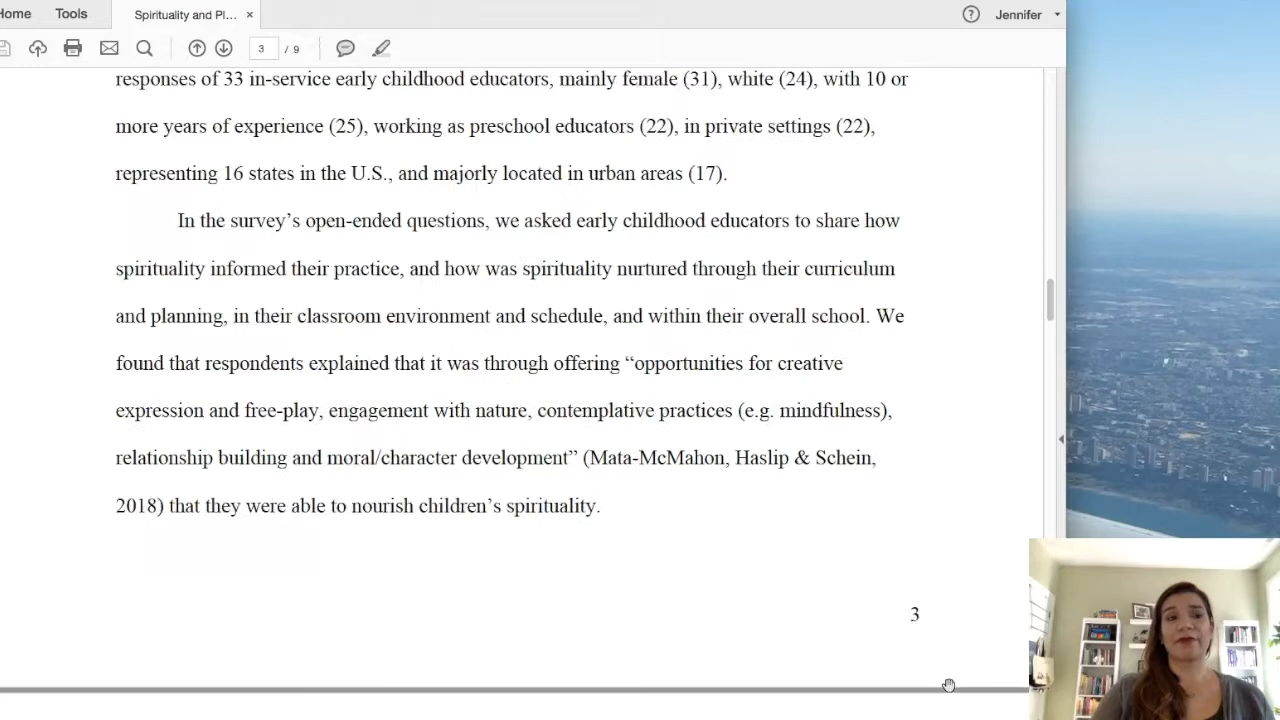 Home Tools Spirituality and Pl... × ? Jennifer
3 / 9
responses of 33 in-service early childhood educators, mainly female (31), white (24), with 10 or
more years of experience (25), working as preschool educators (22), in private settings (22),
representing 16 states in the U.S., and majorly located in urban areas (17).
In the survey’s open-ended questions, we asked early childhood educators to share how
spirituality informed their practice, and how was spirituality nurtured through their curriculum
and planning, in their classroom environment and schedule, and within their overall school. We
found that respondents explained that it was through offering “opportunities for creative
expression and free-play, engagement with nature, contemplative practices (e.g. mindfulness),
relationship building and moral/character development” (Mata-McMahon, Haslip & Schein,
2018) that they were able to nourish children’s spirituality.
3